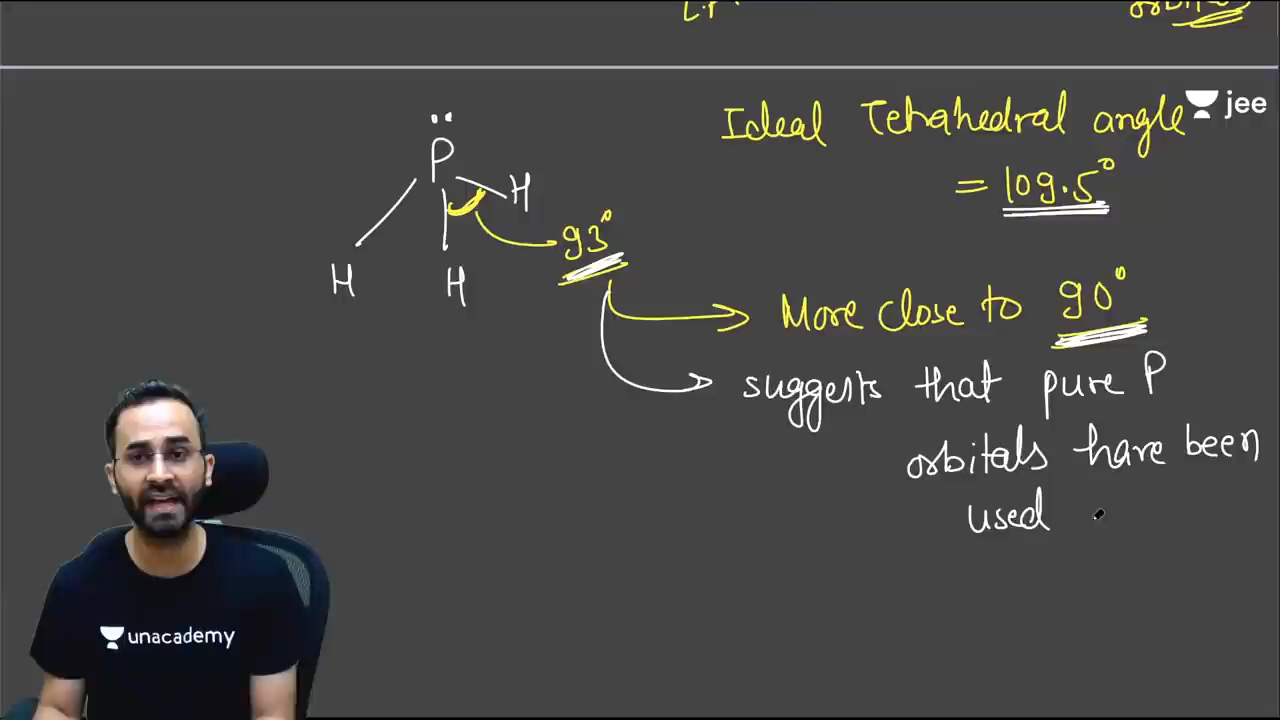 L.P.
Ideal Tetrahedral angle
= 109.5°
jee
P
H
H
H
93°
More close to 90°
suggests that pure P
orbitals have been
used
unacademy